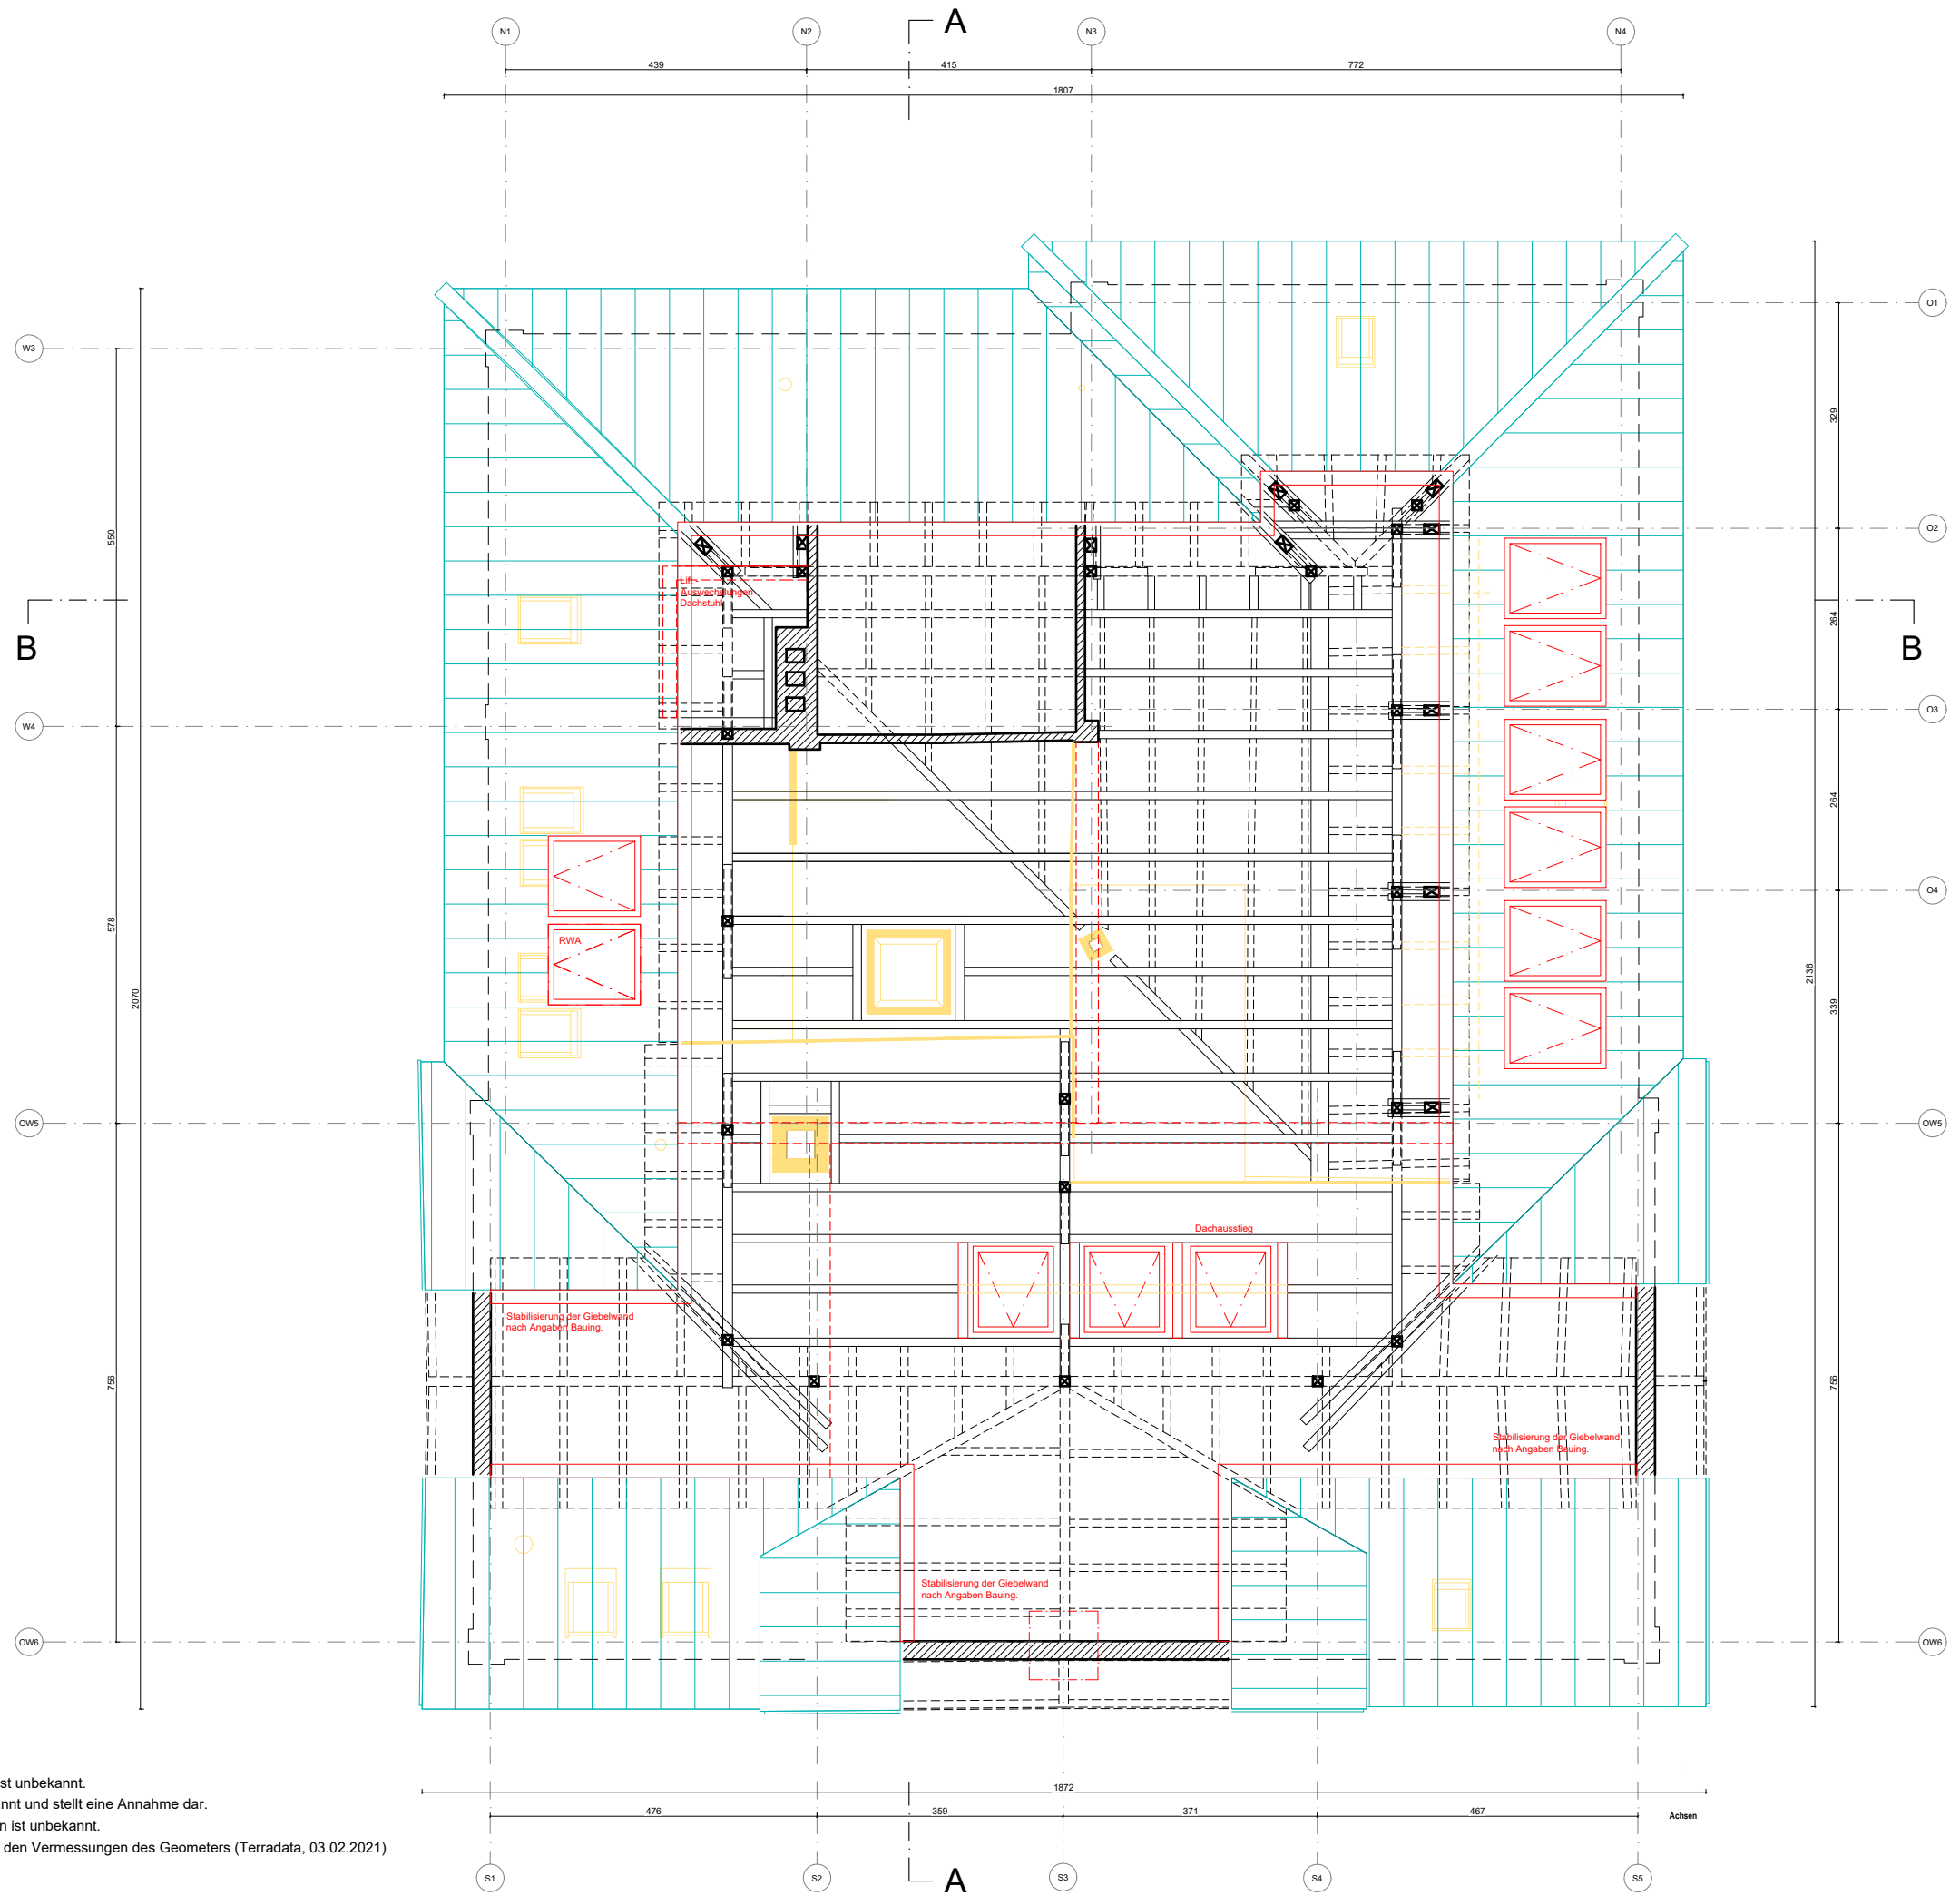 A
N1
N2
N3
N4
439
415
772
1807
O1
W3
329
Lift
Auswechslungen
Dachstuhl
O2
550
264
B
B
O3
W4
264
O4
578
RWA
2070
2136
339
OW5
OW5
Dachausstieg
Stabilisierung der Giebelwand
nach Angaben Bauing.
756
756
Stabilisierung der Giebelwand
nach Angaben Bauing.
Stabilisierung der Giebelwand
nach Angaben Bauing.
OW6
OW6
st unbekannt.
nnt und stellt eine Annahme dar.
n ist unbekannt.
den Vermessungen des Geometers (Terradata, 03.02.2021)
1872
476
359
371
467
Achsen
S1
S2
S3
S4
S5
A